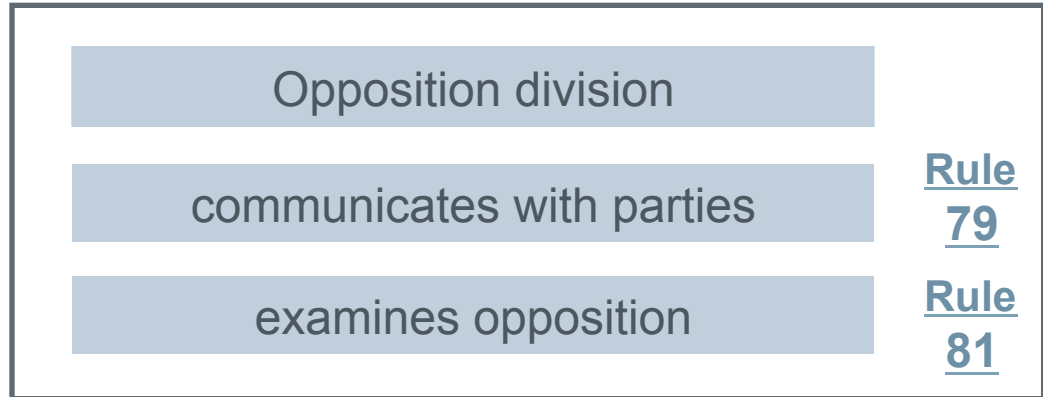 Opposition division
communicates with parties
Rule
79
examines opposition
Rule
81